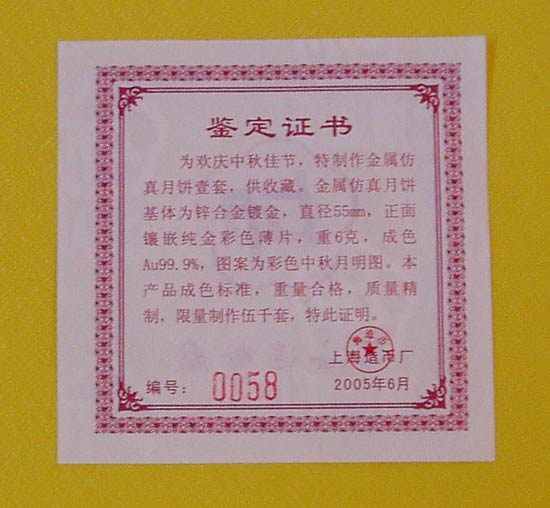 鉴定证书
为欢庆中秋佳节，特制作金属仿
真月饼壹套，供收藏。金属仿真月饼
基体为锌合金镀金，直径55mm，正面
镶嵌纯金彩色薄片，重6克，成色
Au99.9%，图案为彩色中秋月明图。本
产品成色标准，重量合格，质量精
制，限量制作伍千套，特此证明。
上海造币厂
编号：0058
2005年6月